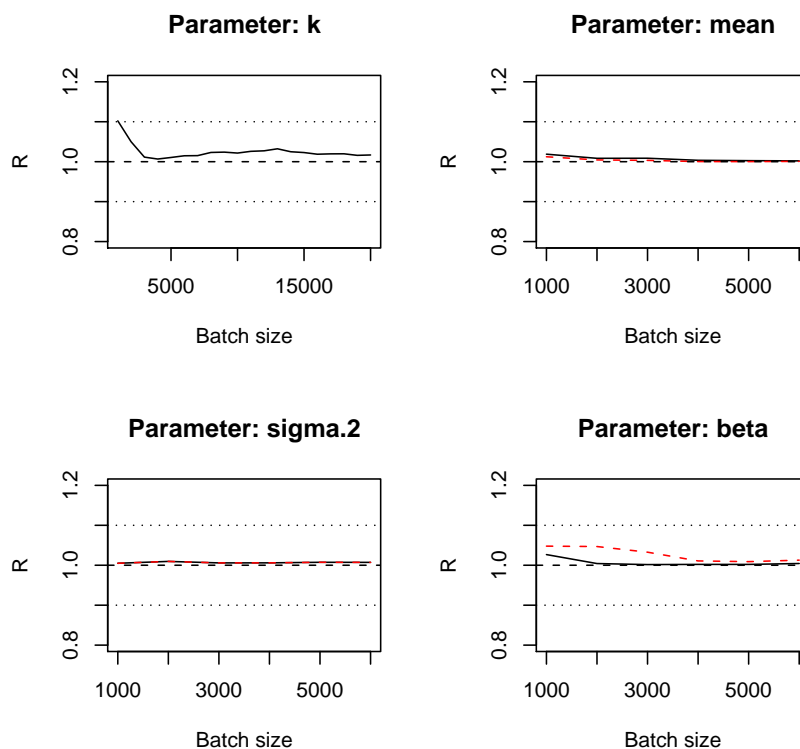 Parameter: k
R
1.2
1.0
0.8
5000 15000
Batch size
Parameter: mean
R
1.2
1.0
0.8
1000 3000 5000
Batch size
Parameter: sigma.2
R
1.2
1.0
0.8
1000 3000 5000
Batch size
Parameter: beta
R
1.2
1.0
0.8
1000 3000 5000
Batch size